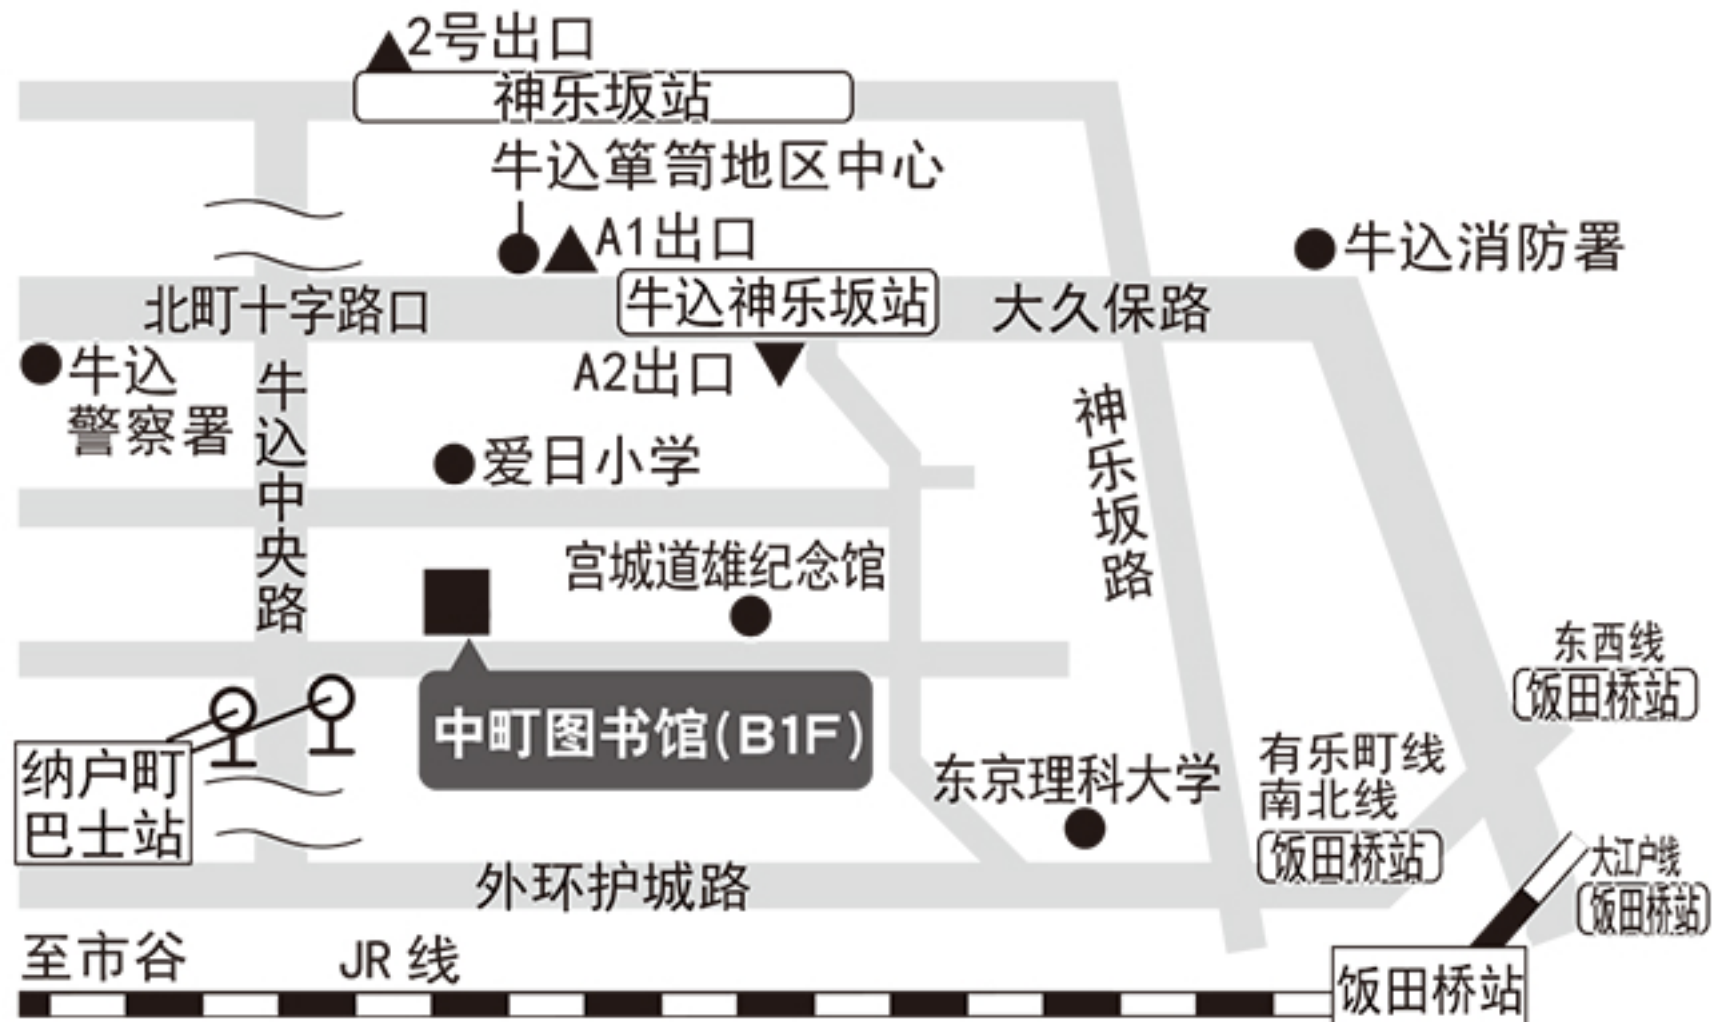 2号出口
神乐坂站
牛込箪笥地区中心
A1出口
牛込消防署
北町十字路口
牛込神乐坂站
大久保路
牛込
警察署
A2出口
牛込中央路
神乐坂路
爱日小学
宫城道雄纪念馆
东西线
饭田桥站
中町图书馆(B1F)
纳户町
巴士站
东京理科大学
有乐町线
南北线
饭田桥站
大江户线
饭田桥站
外环护城路
至市谷
JR 线
饭田桥站